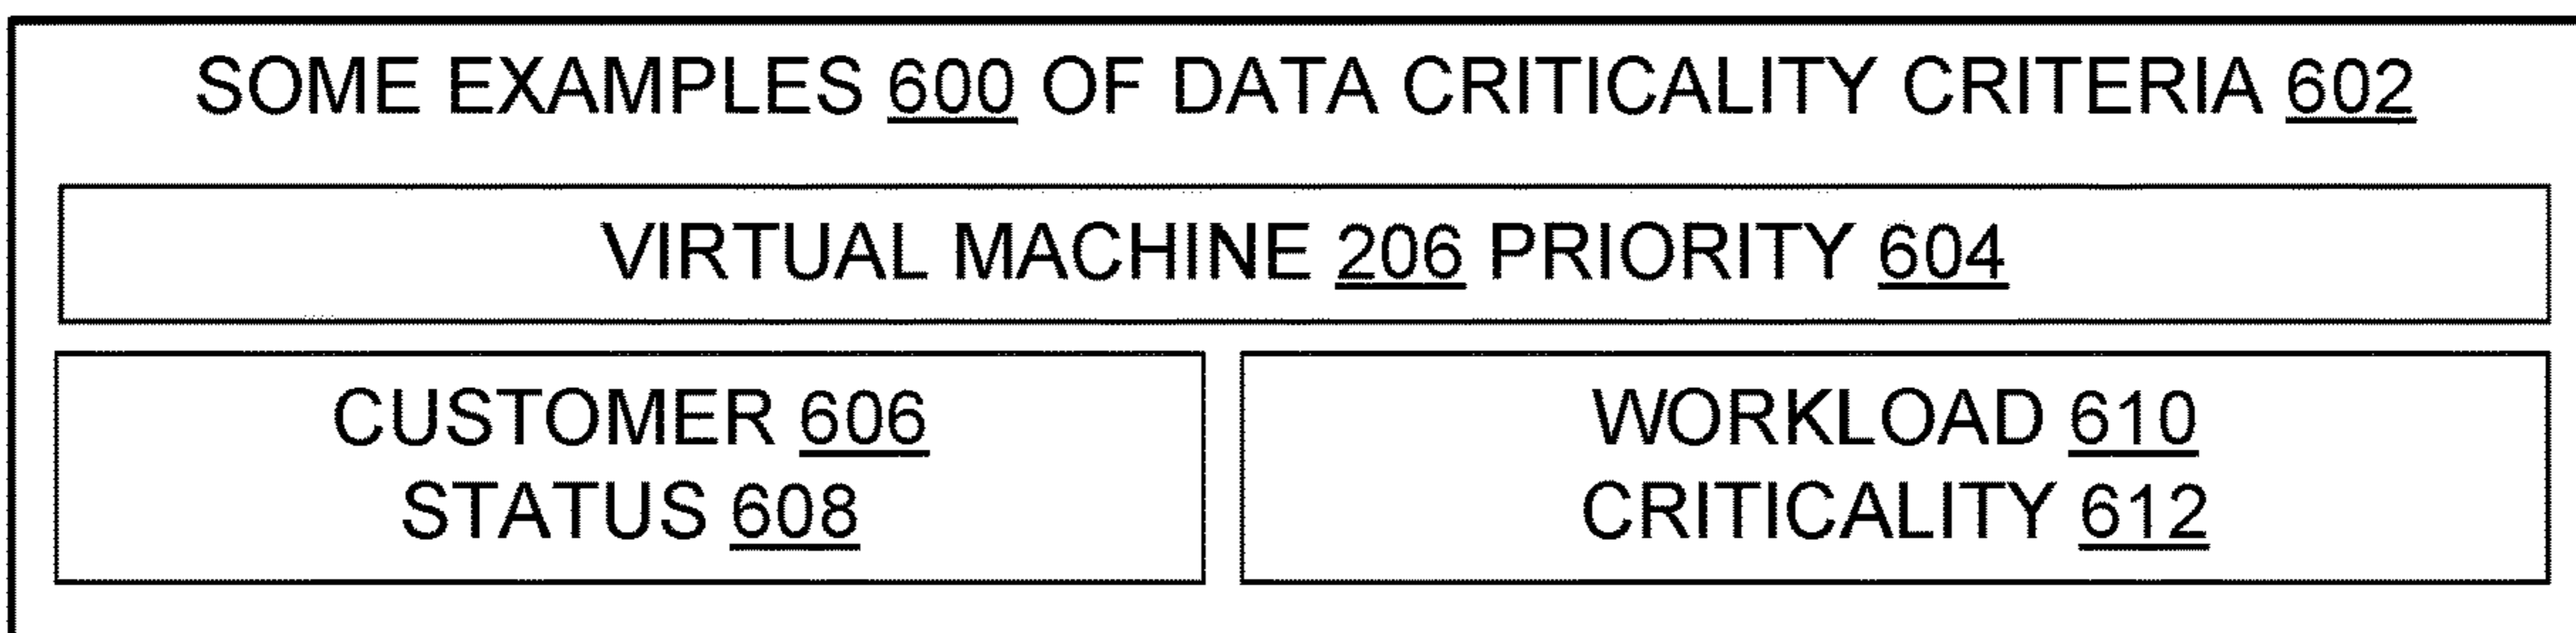 SOME EXAMPLES 600 OF DATA CRITICALITY CRITERIA 602
VIRTUAL MACHINE 206 PRIORITY 604
CUSTOMER 606
STATUS 608
WORKLOAD 610
CRITICALITY 612